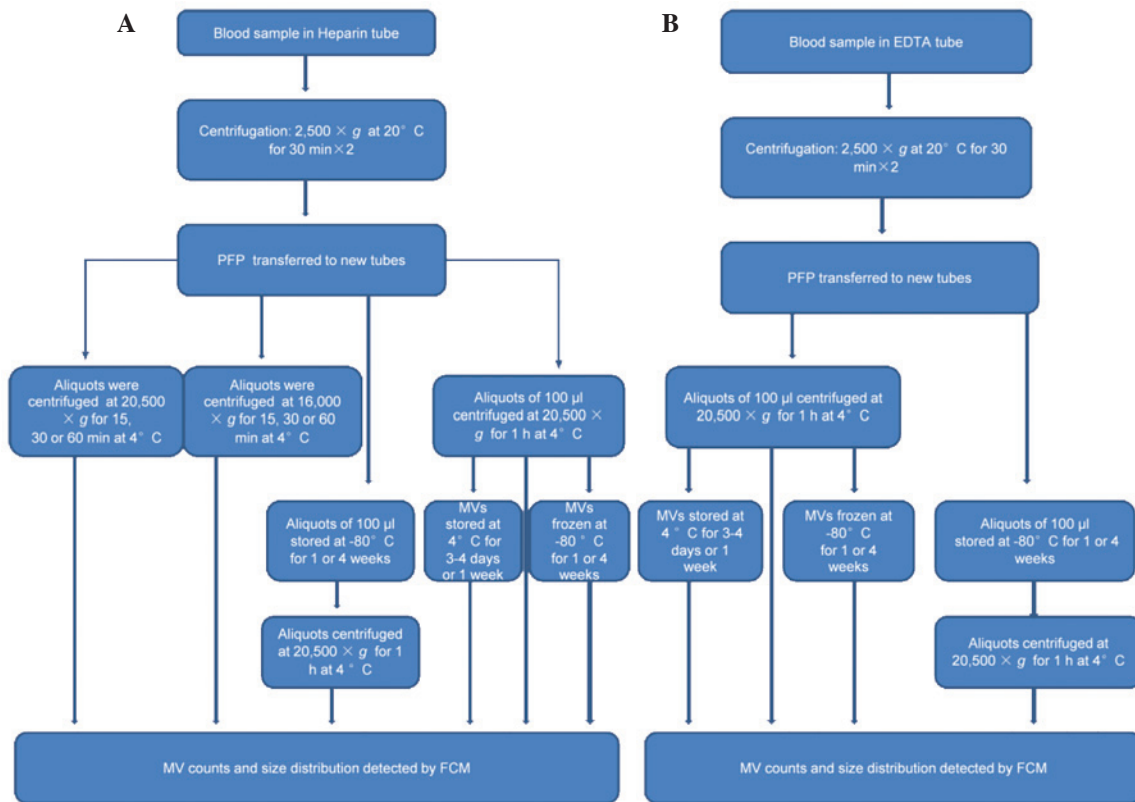 A
Blood sample in Heparin tube
Centrifugation: 2,500 × g at 20° C
for 30 min×2
PFP transferred to new tubes
Aliquots were
centrifuged at 20,500
× g for 15,
30 or 60 min at 4° C
Aliquots were
centrifuged at 16,000
× g for 15, 30 or 60
min at 4° C
Aliquots of 100 µl
centrifuged at 20,500 ×
g for 1 h at 4° C
Aliquots of 100 µl
stored at -80° C
for 1 or 4 weeks
MVs
stored at
4° C for
3-4 days
or 1 week
MVs
frozen at
-80° C
for 1 or 4
weeks
Aliquots centrifuged
at 20,500 × g for 1
h at 4 ° C
MV counts and size distribution detected by FCM
B
Blood sample in EDTA tube
Centrifugation: 2,500 × g at 20° C for 30
min×2
PFP transferred to new tubes
Aliquots of 100 µl centrifuged at
20,500 × g for 1 h at 4° C
MVs stored at
4 ° C for 3-4
days or 1
week
MVs frozen at
-80° C
for 1 or 4
weeks
Aliquots of 100 µl
stored at -80° C for 1 or 4
weeks
Aliquots centrifuged at
20,500 × g for 1 h at 4° C
MV counts and size distribution detected by FCM